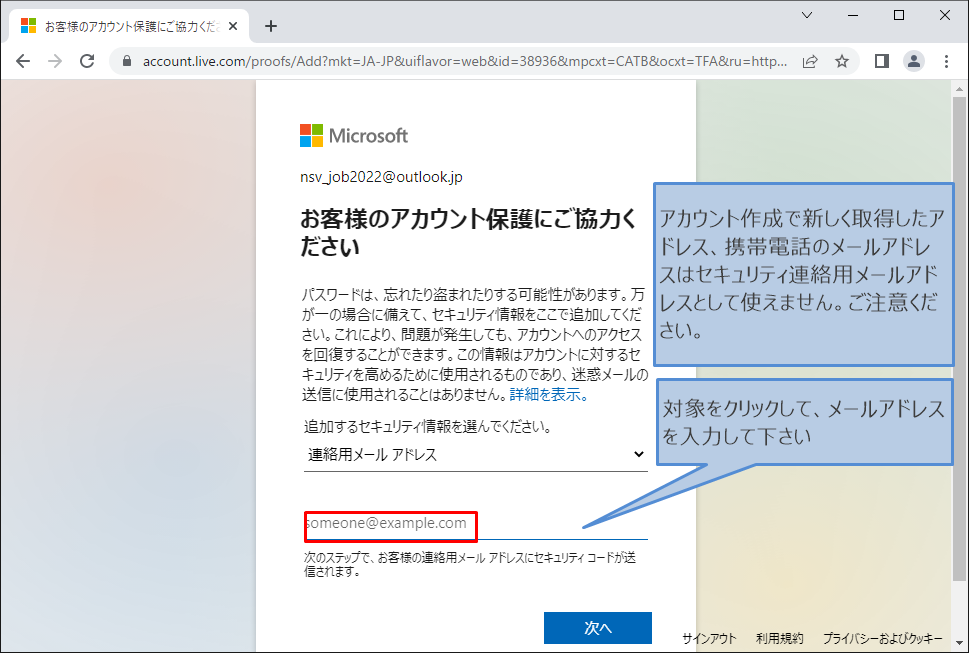 お客様のアカウント保護にご協力くださ
account.live.com/proofs/Add?mkt=JA-JP&uiflavor=web&id=38936&mpcxt=CATB&ocxt=TFA&ru=http...
Microsoft
nsv_job2022@outlook.jp
お客様のアカウント保護にご協力く
ださい
パスワードは、忘れたり盗まれたりする可能性があります。万
が一の場合に備えて、セキュリティ情報をここで追加してくだ
さい。これにより、問題が発生しても、アカウントへのアクセス
を回復することができます。この情報はアカウントに対するセ
キュリティを高めるために使用されるものであり、迷惑メールの
送信に使用されることはありません。詳細を表示。
追加するセキュリティ情報を選んでください。
連絡用メール アドレス
someone@example.com
次のステップで、お客様の連絡用メール アドレスにセキュリティ コードが送
信されます。
次へ
アカウント作成で新しく取得したア
ドレス、携帯電話のメールアドレ
スはセキュリティ連絡用メールアド
レスとして使えません。ご注意くだ
さい。
対象をクリックして、メールアドレス
を入力して下さい
サインアウト 利用規約 プライバシーおよびクッキー